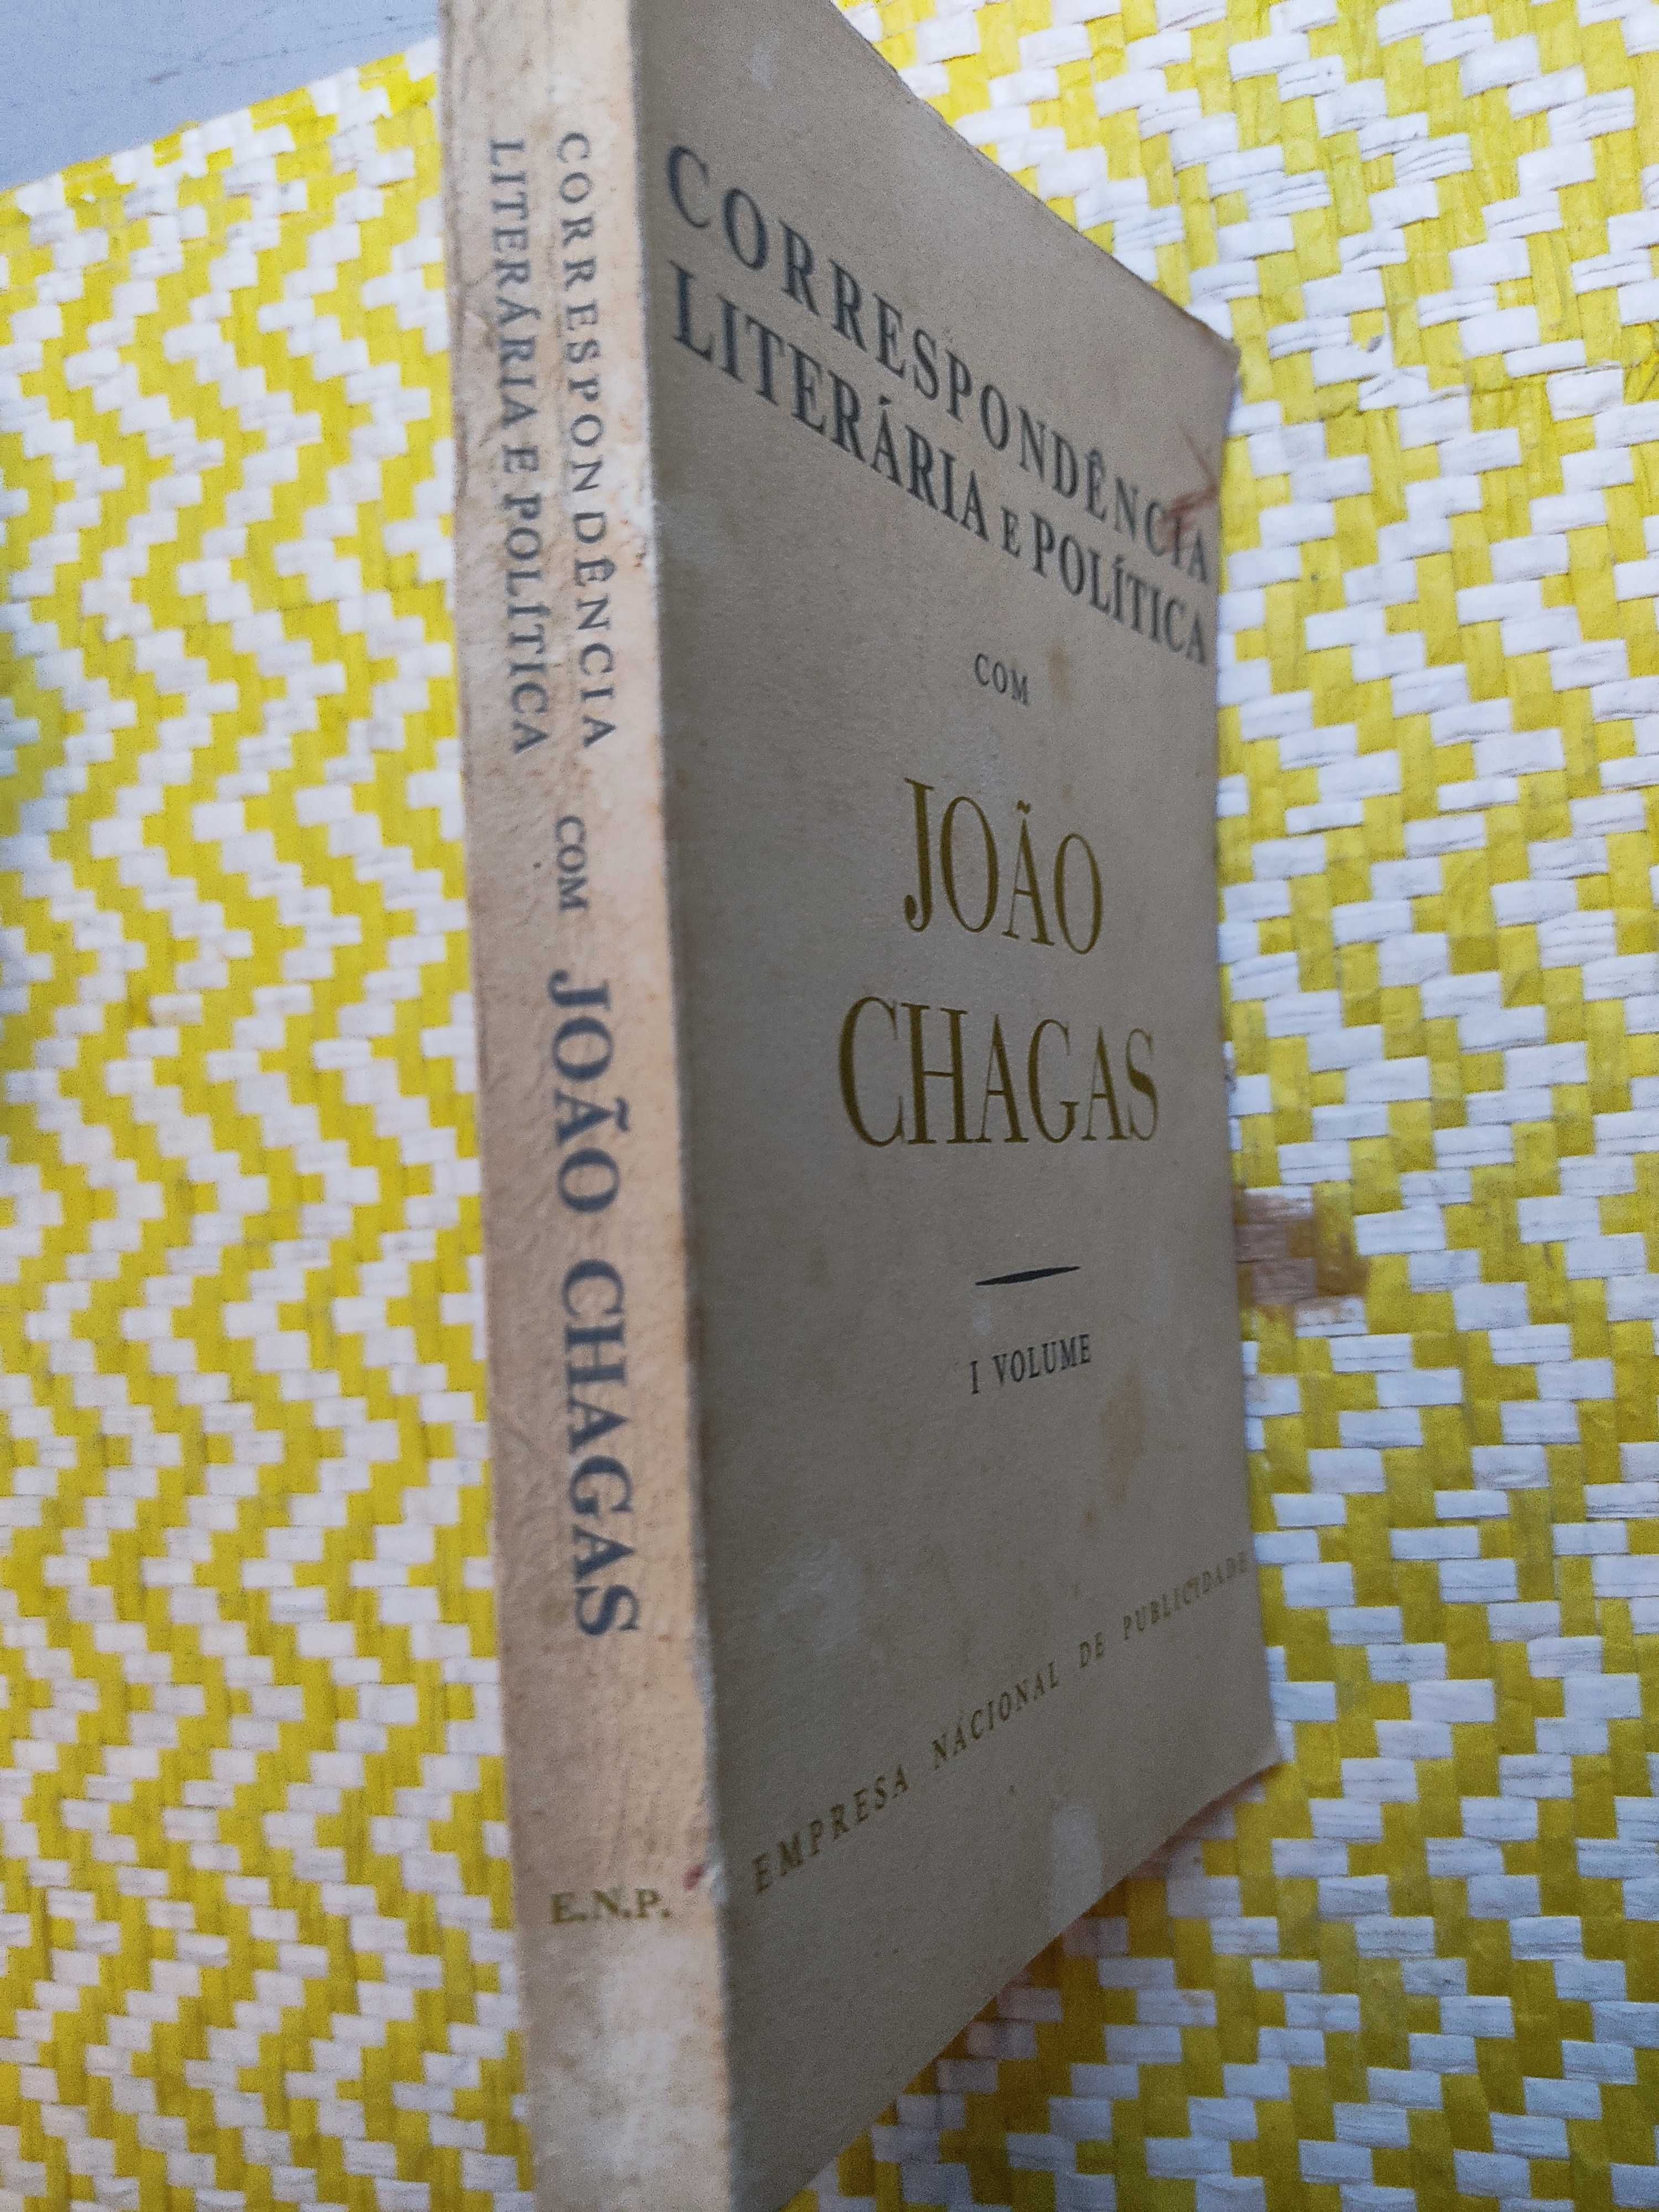 CORRESPONDÊNCIA
LITERÁRIA E POLÍTICA
COM
JOÃO CHAGAS
E.N.P.
CORRESPONDÊNCIA
LITERÁRIA E POLÍTICA
COM
JOÃO
CHAGAS
I VOLUME
EMPRESA NACIONAL DE PUBLICIDADE